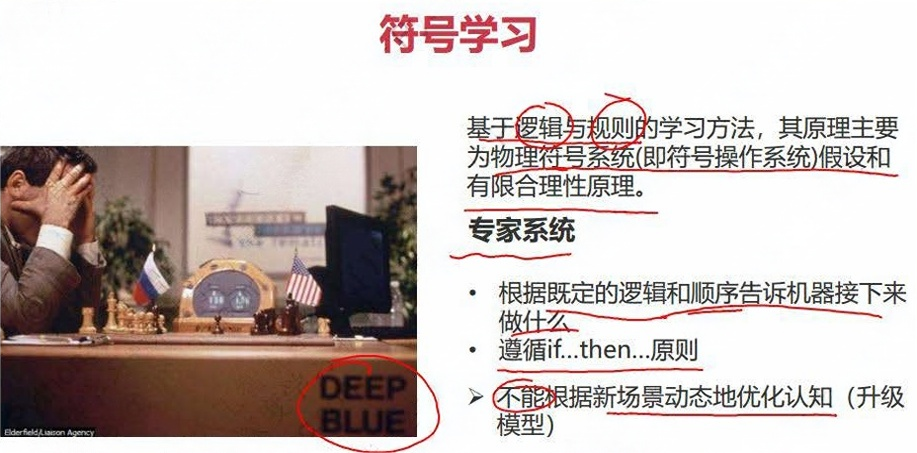 符号学习
基于逻辑与规则的学习方法，其原理主要
为物理符号系统(即符号操作系统)假设和
有限合理性原理。
专家系统
• 根据既定的逻辑和顺序告诉机器接下来
做什么
• 遵循if...then...原则
➢ 不能根据新场景动态地优化认知（升级
模型）
DEEP
BLUE
Elderfield/Liaison Agency